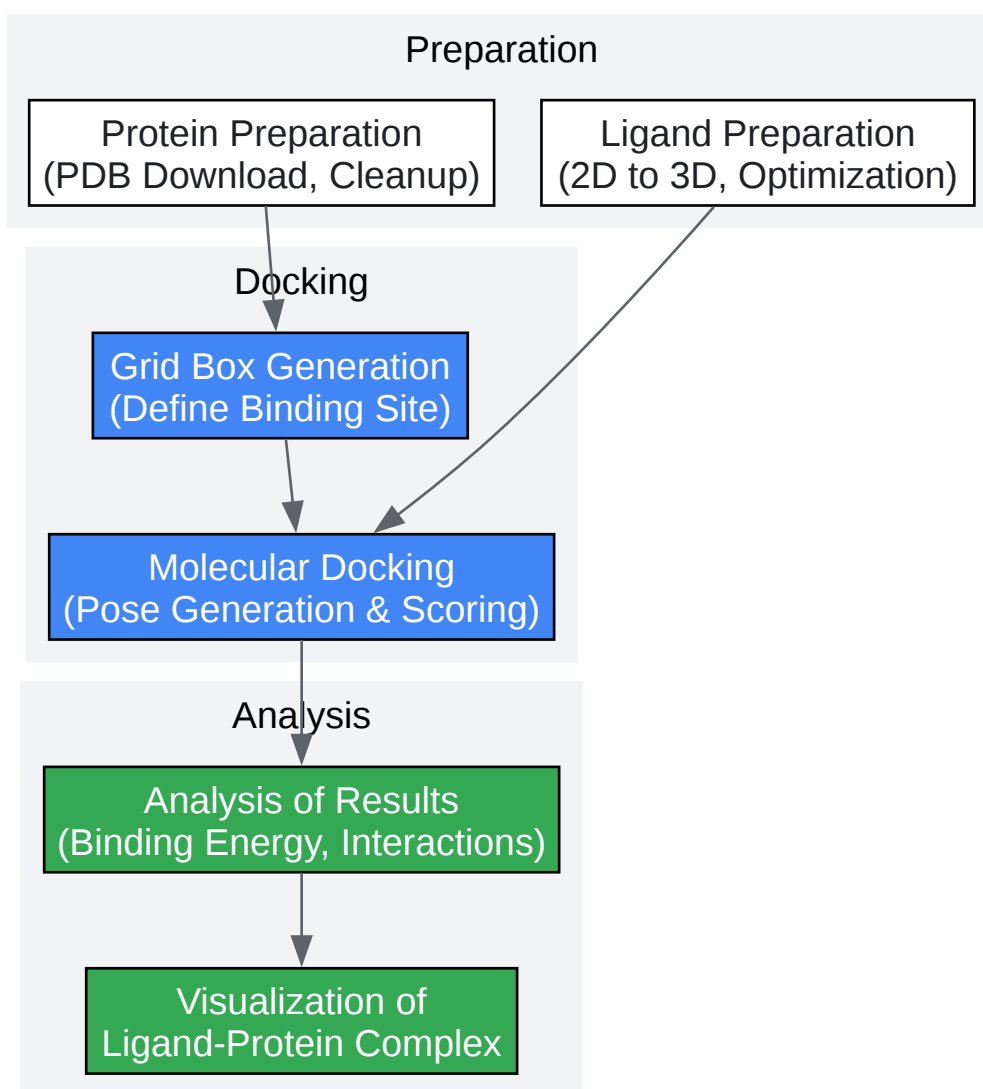 Preparation
Protein Preparation
(PDB Download, Cleanup)
Ligand Preparation
(2D to 3D, Optimization)
Docking
Grid Box Generation
(Define Binding Site)
Molecular Docking
(Pose Generation & Scoring)
Analysis
Analysis of Results
(Binding Energy, Interactions)
Visualization of
Ligand-Protein Complex